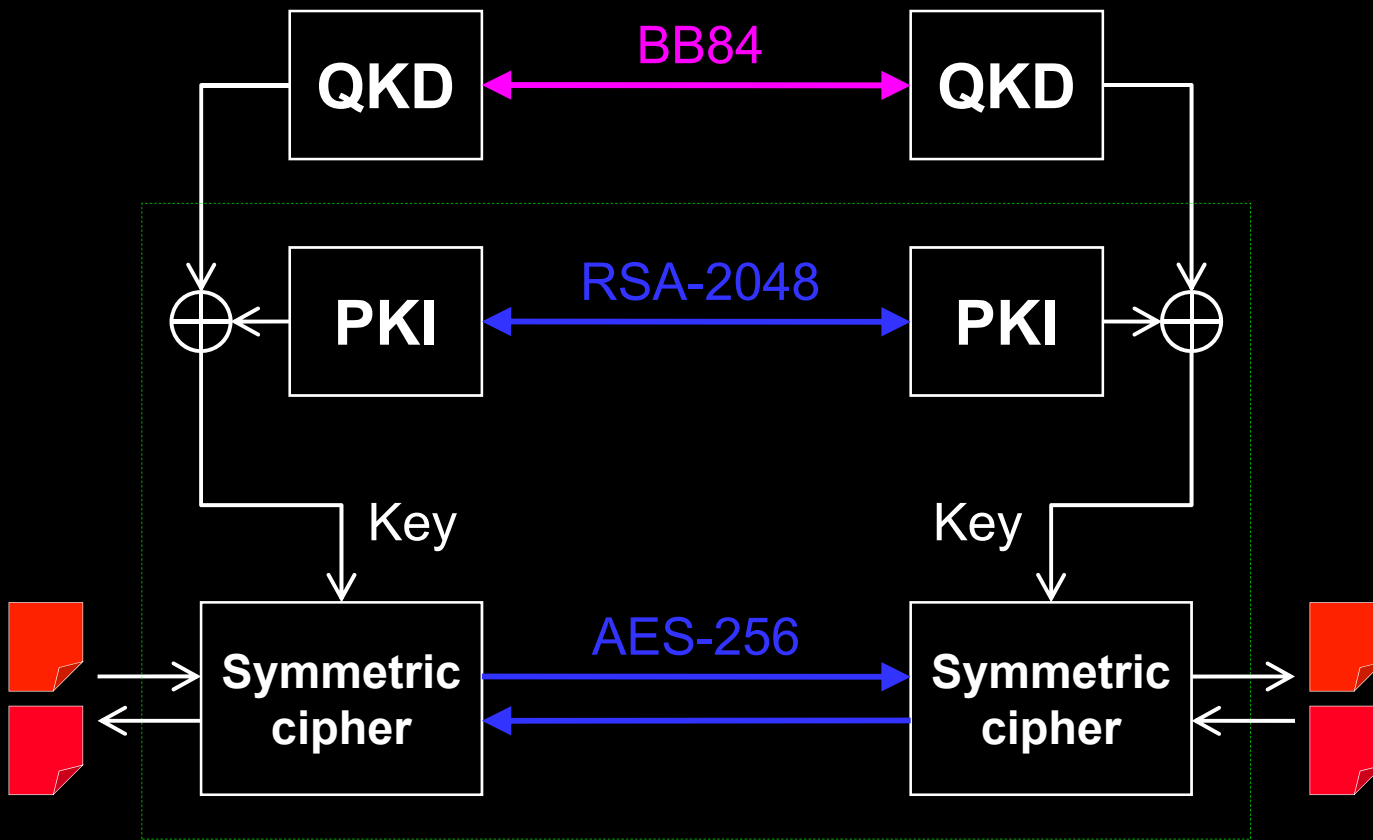 BB84
QKD
QKD
RSA-2048
PKI
PKI
Key
Key
AES-256
Symmetric
cipher
Symmetric
cipher